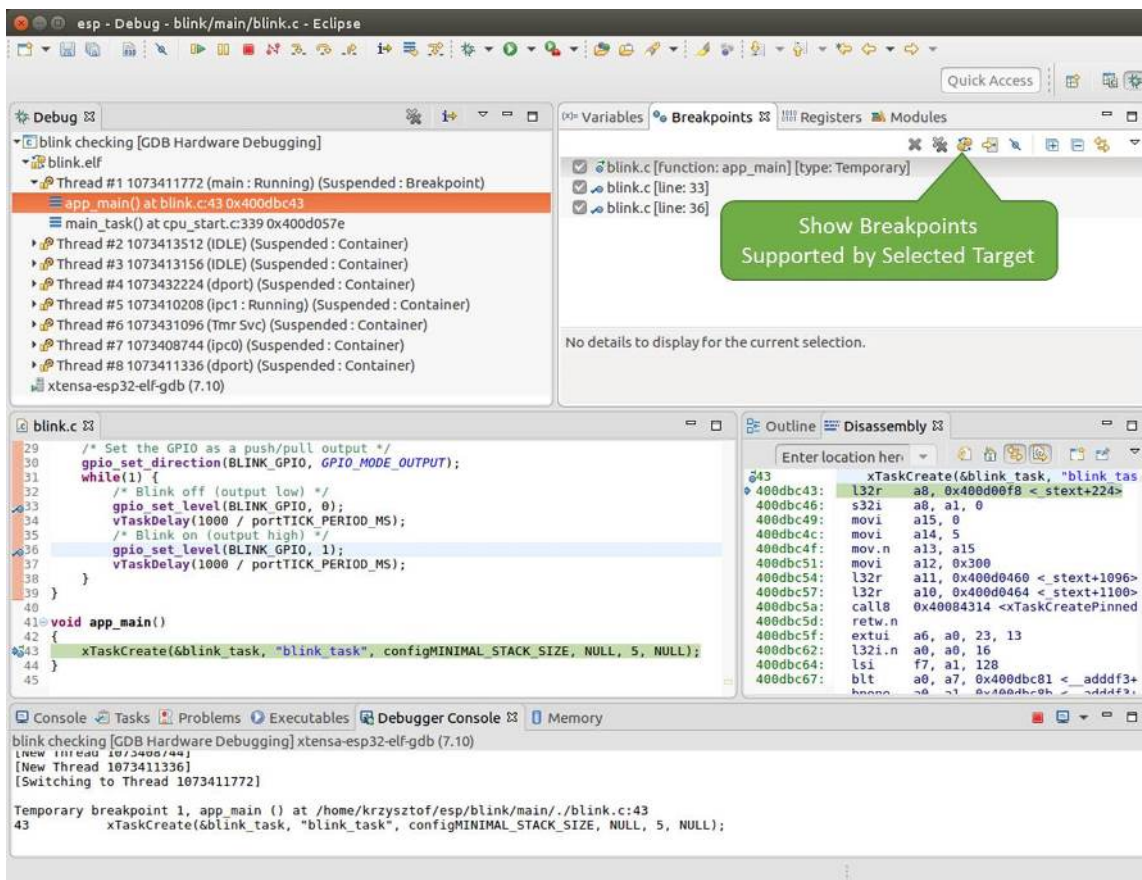 esp - Debug - blink/main/blink.c - Eclipse
Quick Access
Debug
blink checking [GDB Hardware Debugging]
blink.elf
Thread #1 1073411772 (main : Running) (Suspended : Breakpoint)
app_main() at blink.c:43 0x400dbc43
main_task() at cpu_start.c:339 0x400d057e
Thread #2 1073413512 (IDLE) (Suspended : Container)
Thread #3 1073413156 (IDLE) (Suspended : Container)
Thread #4 1073432224 (dport) (Suspended : Container)
Thread #5 1073410208 (ipc1 : Running) (Suspended : Container)
Thread #6 1073431096 (Tmr Svc) (Suspended : Container)
Thread #7 1073408744 (ipc0) (Suspended : Container)
Thread #8 1073411336 (dport) (Suspended : Container)
xtensa-esp32-elf-gdb (7.10)
Variables Breakpoints Registers Modules
blink.c [function: app_main] [type: Temporary]
blink.c [line: 33]
blink.c [line: 36]
Show Breakpoints
Supported by Selected Target
No details to display for the current selection.
blink.c
29 /* Set the GPIO as a push/pull output */
30 gpio_set_direction(BLINK_GPIO, GPIO_MODE_OUTPUT);
31 while(1) {
32 /* Blink off (output low) */
33 gpio_set_level(BLINK_GPIO, 0);
34 vTaskDelay(1000 / portTICK_PERIOD_MS);
35 /* Blink on (output high) */
36 gpio_set_level(BLINK_GPIO, 1);
37 vTaskDelay(1000 / portTICK_PERIOD_MS);
38 }
39 }
40
41 void app_main()
42 {
43 xTaskCreate(&blink_task, "blink_task", configMINIMAL_STACK_SIZE, NULL, 5, NULL);
44 }
45
Outline Disassembly
Enter location her
43 xTaskCreate(&blink_task, "blink_tas
400dbc43: l32r a8, 0x400d00f8 <_stext+224>
400dbc46: s32i a8, a1, 0
400dbc49: movi a15, 0
400dbc4c: movi a14, 5
400dbc4f: mov.n a13, a15
400dbc51: movi a12, 0x300
400dbc54: l32r a11, 0x400d0460 <_stext+1096>
400dbc57: l32r a10, 0x400d0464 <_stext+1100>
400dbc5a: call8 0x40084314 <xTaskCreatePinned
400dbc5d: retw.n
400dbc5f: extui a6, a0, 23, 13
400dbc62: l32i.n a0, a0, 16
400dbc64: lsi f7, a1, 128
400dbc67: blt a0, a7, 0x400dbc81 <__adddf3+
Console Tasks Problems Executables Debugger Console Memory
blink checking [GDB Hardware Debugging] xtensa-esp32-elf-gdb (7.10)
[New Thread 1073408744]
[New Thread 1073411336]
[Switching to Thread 1073411772]
Temporary breakpoint 1, app_main () at /home/krzysztof/esp/blink/main/./blink.c:43
43 xTaskCreate(&blink_task, "blink_task", configMINIMAL_STACK_SIZE, NULL, 5, NULL);